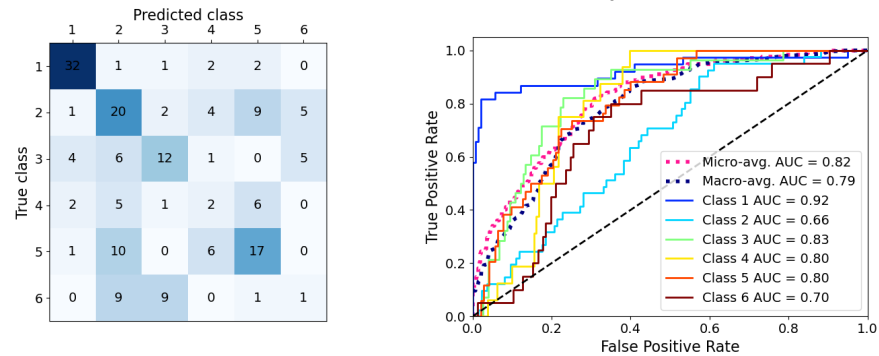 Predicted class
1 2 3 4 5 6
True class
1 32 1 1 2 2 0
2 1 20 2 4 9 5
3 4 6 12 1 0 5
4 2 5 1 2 6 0
5 1 10 0 6 17 0
6 0 9 9 0 1 1
True Positive Rate
1.0
0.8
0.6
0.4
0.2
0.0
Micro-avg. AUC = 0.82
Macro-avg. AUC = 0.79
Class 1 AUC = 0.92
Class 2 AUC = 0.66
Class 3 AUC = 0.83
Class 4 AUC = 0.80
Class 5 AUC = 0.80
Class 6 AUC = 0.70
0.0 0.2 0.4 0.6 0.8 1.0
False Positive Rate